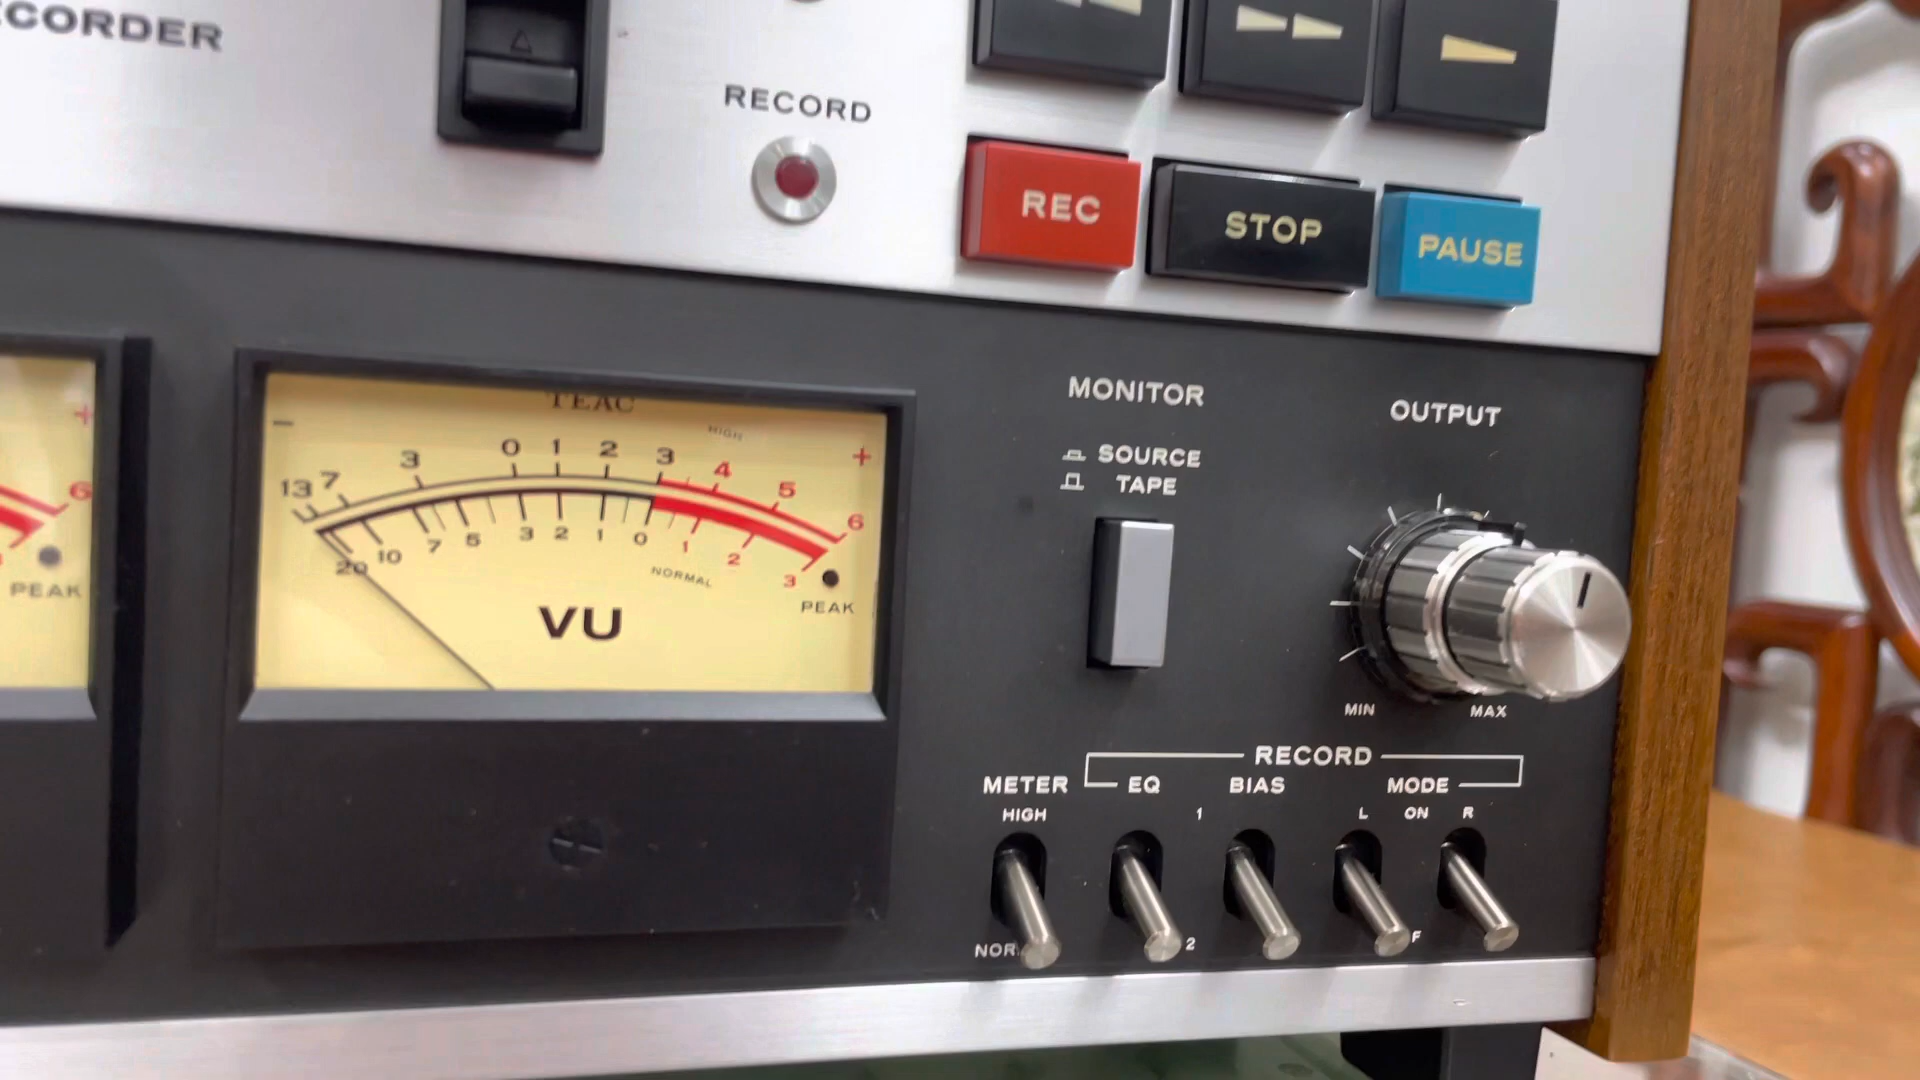 CORDER
RECORD
REC
STOP
PAUSE
TEAC
HIGH
− 13 7 3 0 1 2 3 4 5 6 +
20 10 7 5 3 2 1 0 1 2 3
NORMAL
VU
PEAK
+
6
PEAK
MONITOR
SOURCE
TAPE
OUTPUT
MIN MAX
RECORD
METER EQ BIAS MODE
HIGH 1 L ON R
NOR 2 F